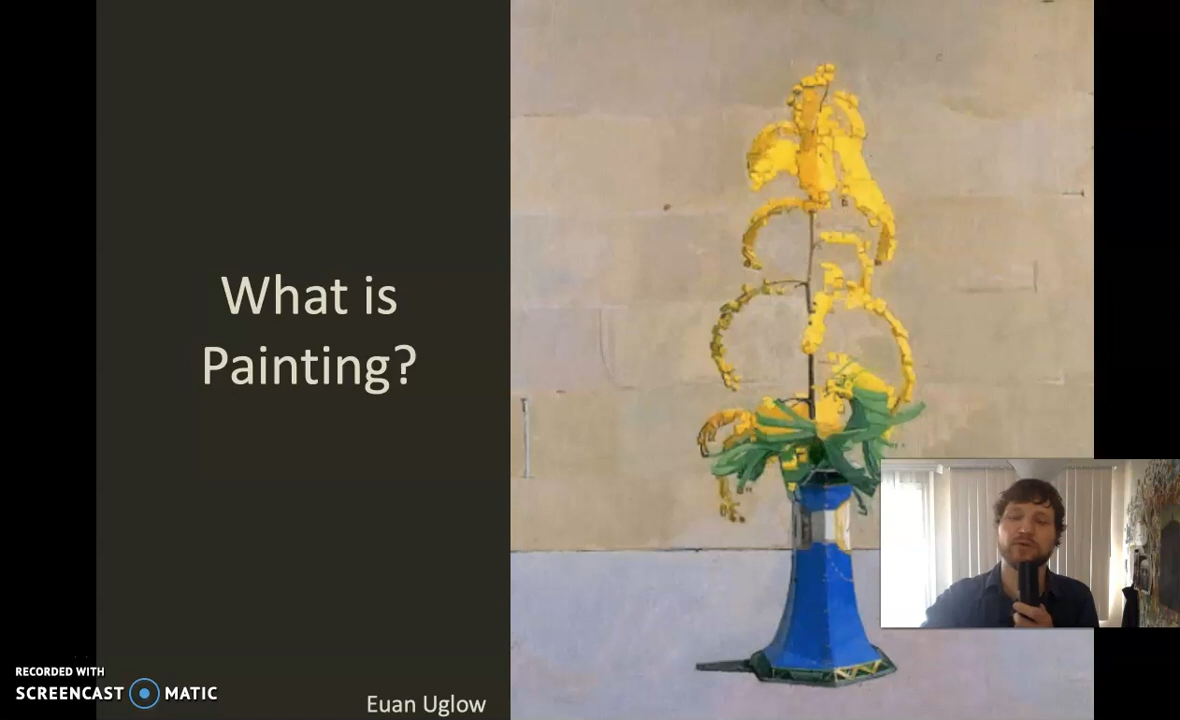 What is
Painting?
RECORDED WITH
SCREENCAST MATIC
Euan Uglow